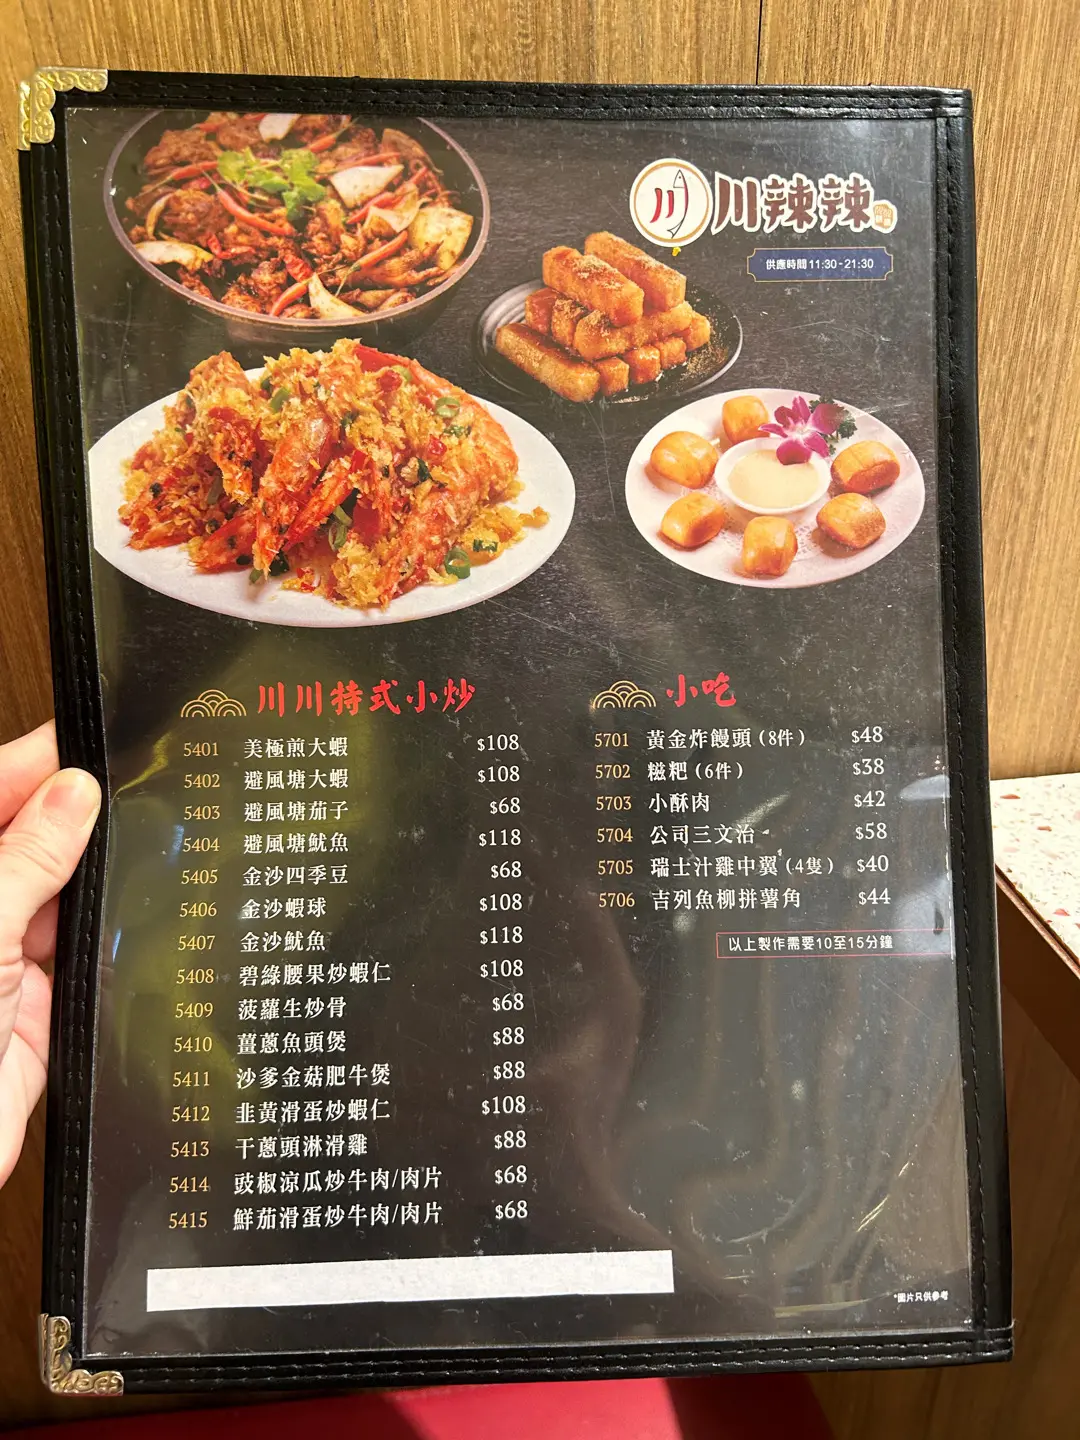 川 川辣辣
供應時間 11:30 - 21:30
川川特式小炒
5401 美極煎大蝦 $108
5402 避風塘大蝦 $108
5403 避風塘茄子 $68
5404 避風塘魷魚 $118
5405 金沙四季豆 $68
5406 金沙蝦球 $108
5407 金沙魷魚 $118
5408 碧綠腰果炒蝦仁 $108
5409 菠蘿生炒骨 $68
5410 薑蔥魚頭煲 $88
5411 沙爹金菇肥牛煲 $88
5412 韭黃滑蛋炒蝦仁 $108
5413 干蔥頭淋滑雞 $88
5414 豉椒涼瓜炒牛肉/肉片 $68
5415 鮮茄滑蛋炒牛肉/肉片 $68
小吃
5701 黃金炸饅頭 (8件) $48
5702 糍粑 (6件) $38
5703 小酥肉 $42
5704 公司三文治 $58
5705 瑞士汁雞中翼 (4隻) $40
5706 吉列魚柳拼薯角 $44
以上製作需要10至15分鐘
*圖片只供參考